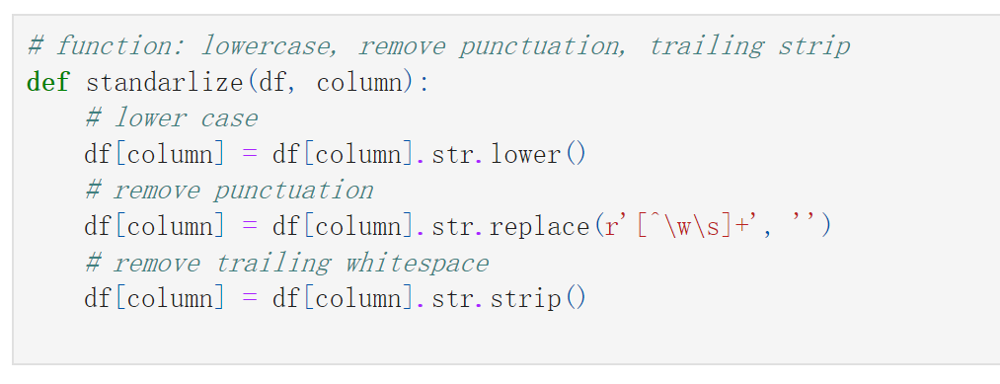 # function: lowercase, remove punctuation, trailing strip
def standarlize(df, column):
    # lower case
    df[column] = df[column].str.lower()
    # remove punctuation
    df[column] = df[column].str.replace(r'[^\w\s]+', '')
    # remove trailing whitespace
    df[column] = df[column].str.strip()